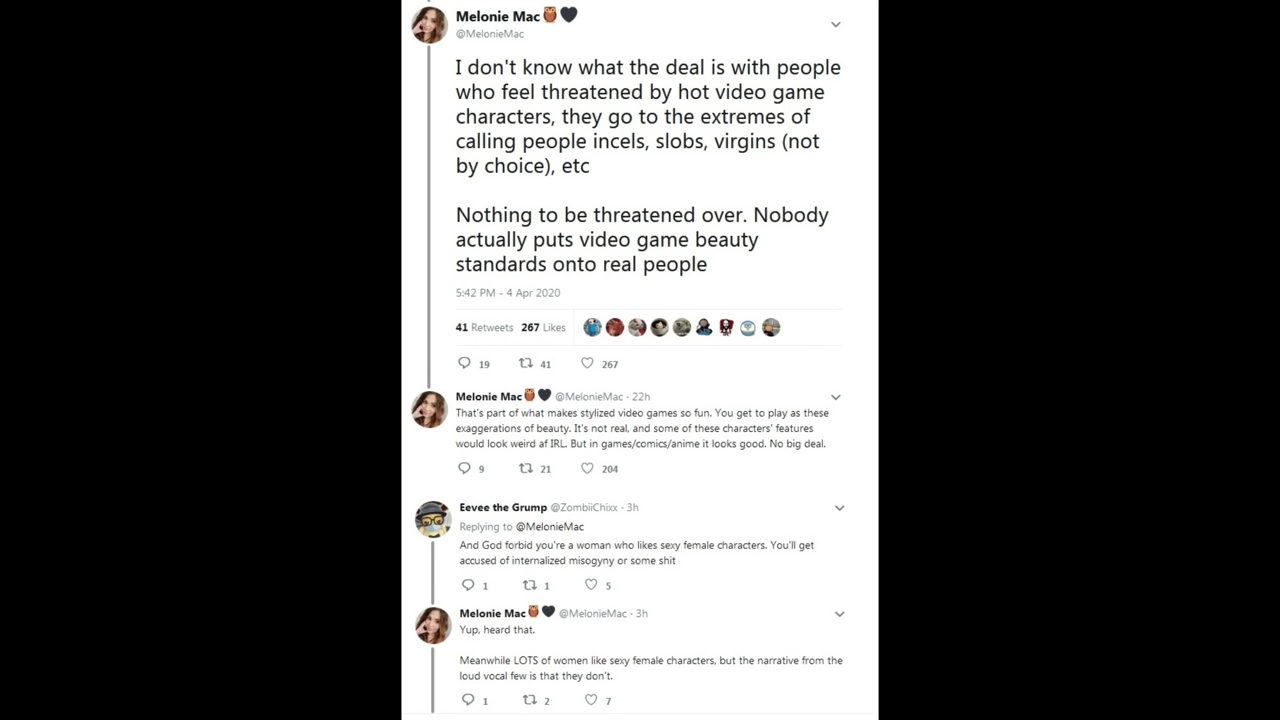 Melonie Mac🦉🖤
@MelonieMac
I don't know what the deal is with people
who feel threatened by hot video game
characters, they go to the extremes of
calling people incels, slobs, virgins (not
by choice), etc
Nothing to be threatened over. Nobody
actually puts video game beauty
standards onto real people
5:42 PM - 4 Apr 2020
41 Retweets 267 Likes
19 41 267
Melonie Mac🦉🖤 @MelonieMac · 22h
That's part of what makes stylized video games so fun. You get to play as these
exaggerations of beauty. It's not real, and some of these characters' features
would look weird af IRL. But in games/comics/anime it looks good. No big deal.
9 21 204
Eevee the Grump @ZombiiChixx · 3h
Replying to @MelonieMac
And God forbid you're a woman who likes sexy female characters. You'll get
accused of internalized misogyny or some shit
1 1 5
Melonie Mac🦉🖤 @MelonieMac · 3h
Yup, heard that.
Meanwhile LOTS of women like sexy female characters, but the narrative from the
loud vocal few is that they don't.
1 2 7